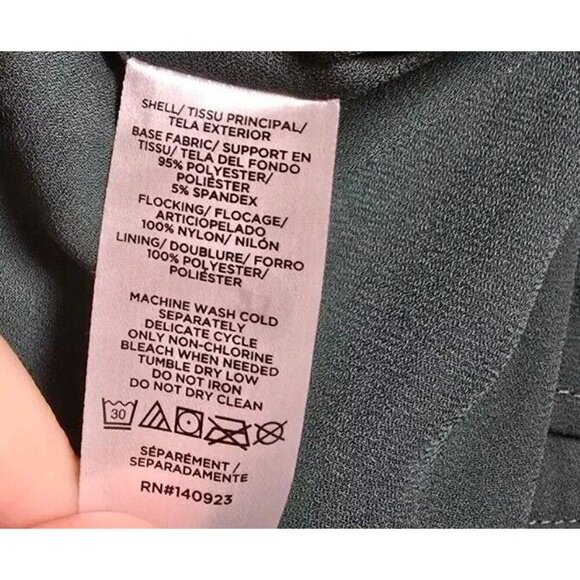 SHELL/ TISSU PRINCIPAL/
TELA EXTERIOR
BASE FABRIC/ SUPPORT EN
TISSU/ TELA DEL FONDO
95% POLYESTER/
POLIÉSTER
5% SPANDEX
FLOCKING/ FLOCAGE/
ARTICIOPELADO
100% NYLON/ NILÓN
LINING/ DOUBLURE/ FORRO
100% POLYESTER/
POLIÉSTER
MACHINE WASH COLD
SEPARATELY
DELICATE CYCLE
ONLY NON-CHLORINE
BLEACH WHEN NEEDED
TUMBLE DRY LOW
DO NOT IRON
DO NOT DRY CLEAN
30
SÉPARÉMENT/
SEPARADAMENTE
RN#140923